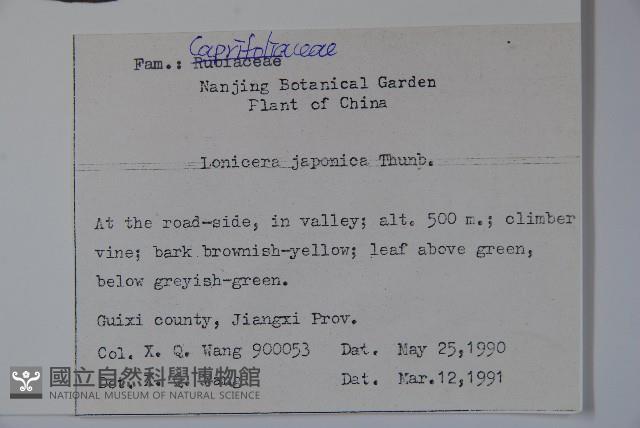 Caprifoliaceae
Fam.: Rubiaceae
Nanjing Botanical Garden
Plant of China
Lonicera japonica Thunb.
At the road-side, in valley; alt. 500 m.; climber
vine; bark brownish-yellow; leaf above green,
below greyish-green.
Guixi county, Jiangxi Prov.
Col. X. Q. Wang 900053 Dat. May 25,1990
Det. X. Q. Wang Dat. Mar.12,1991
國立自然科學博物館
NATIONAL MUSEUM OF NATURAL SCIENCE